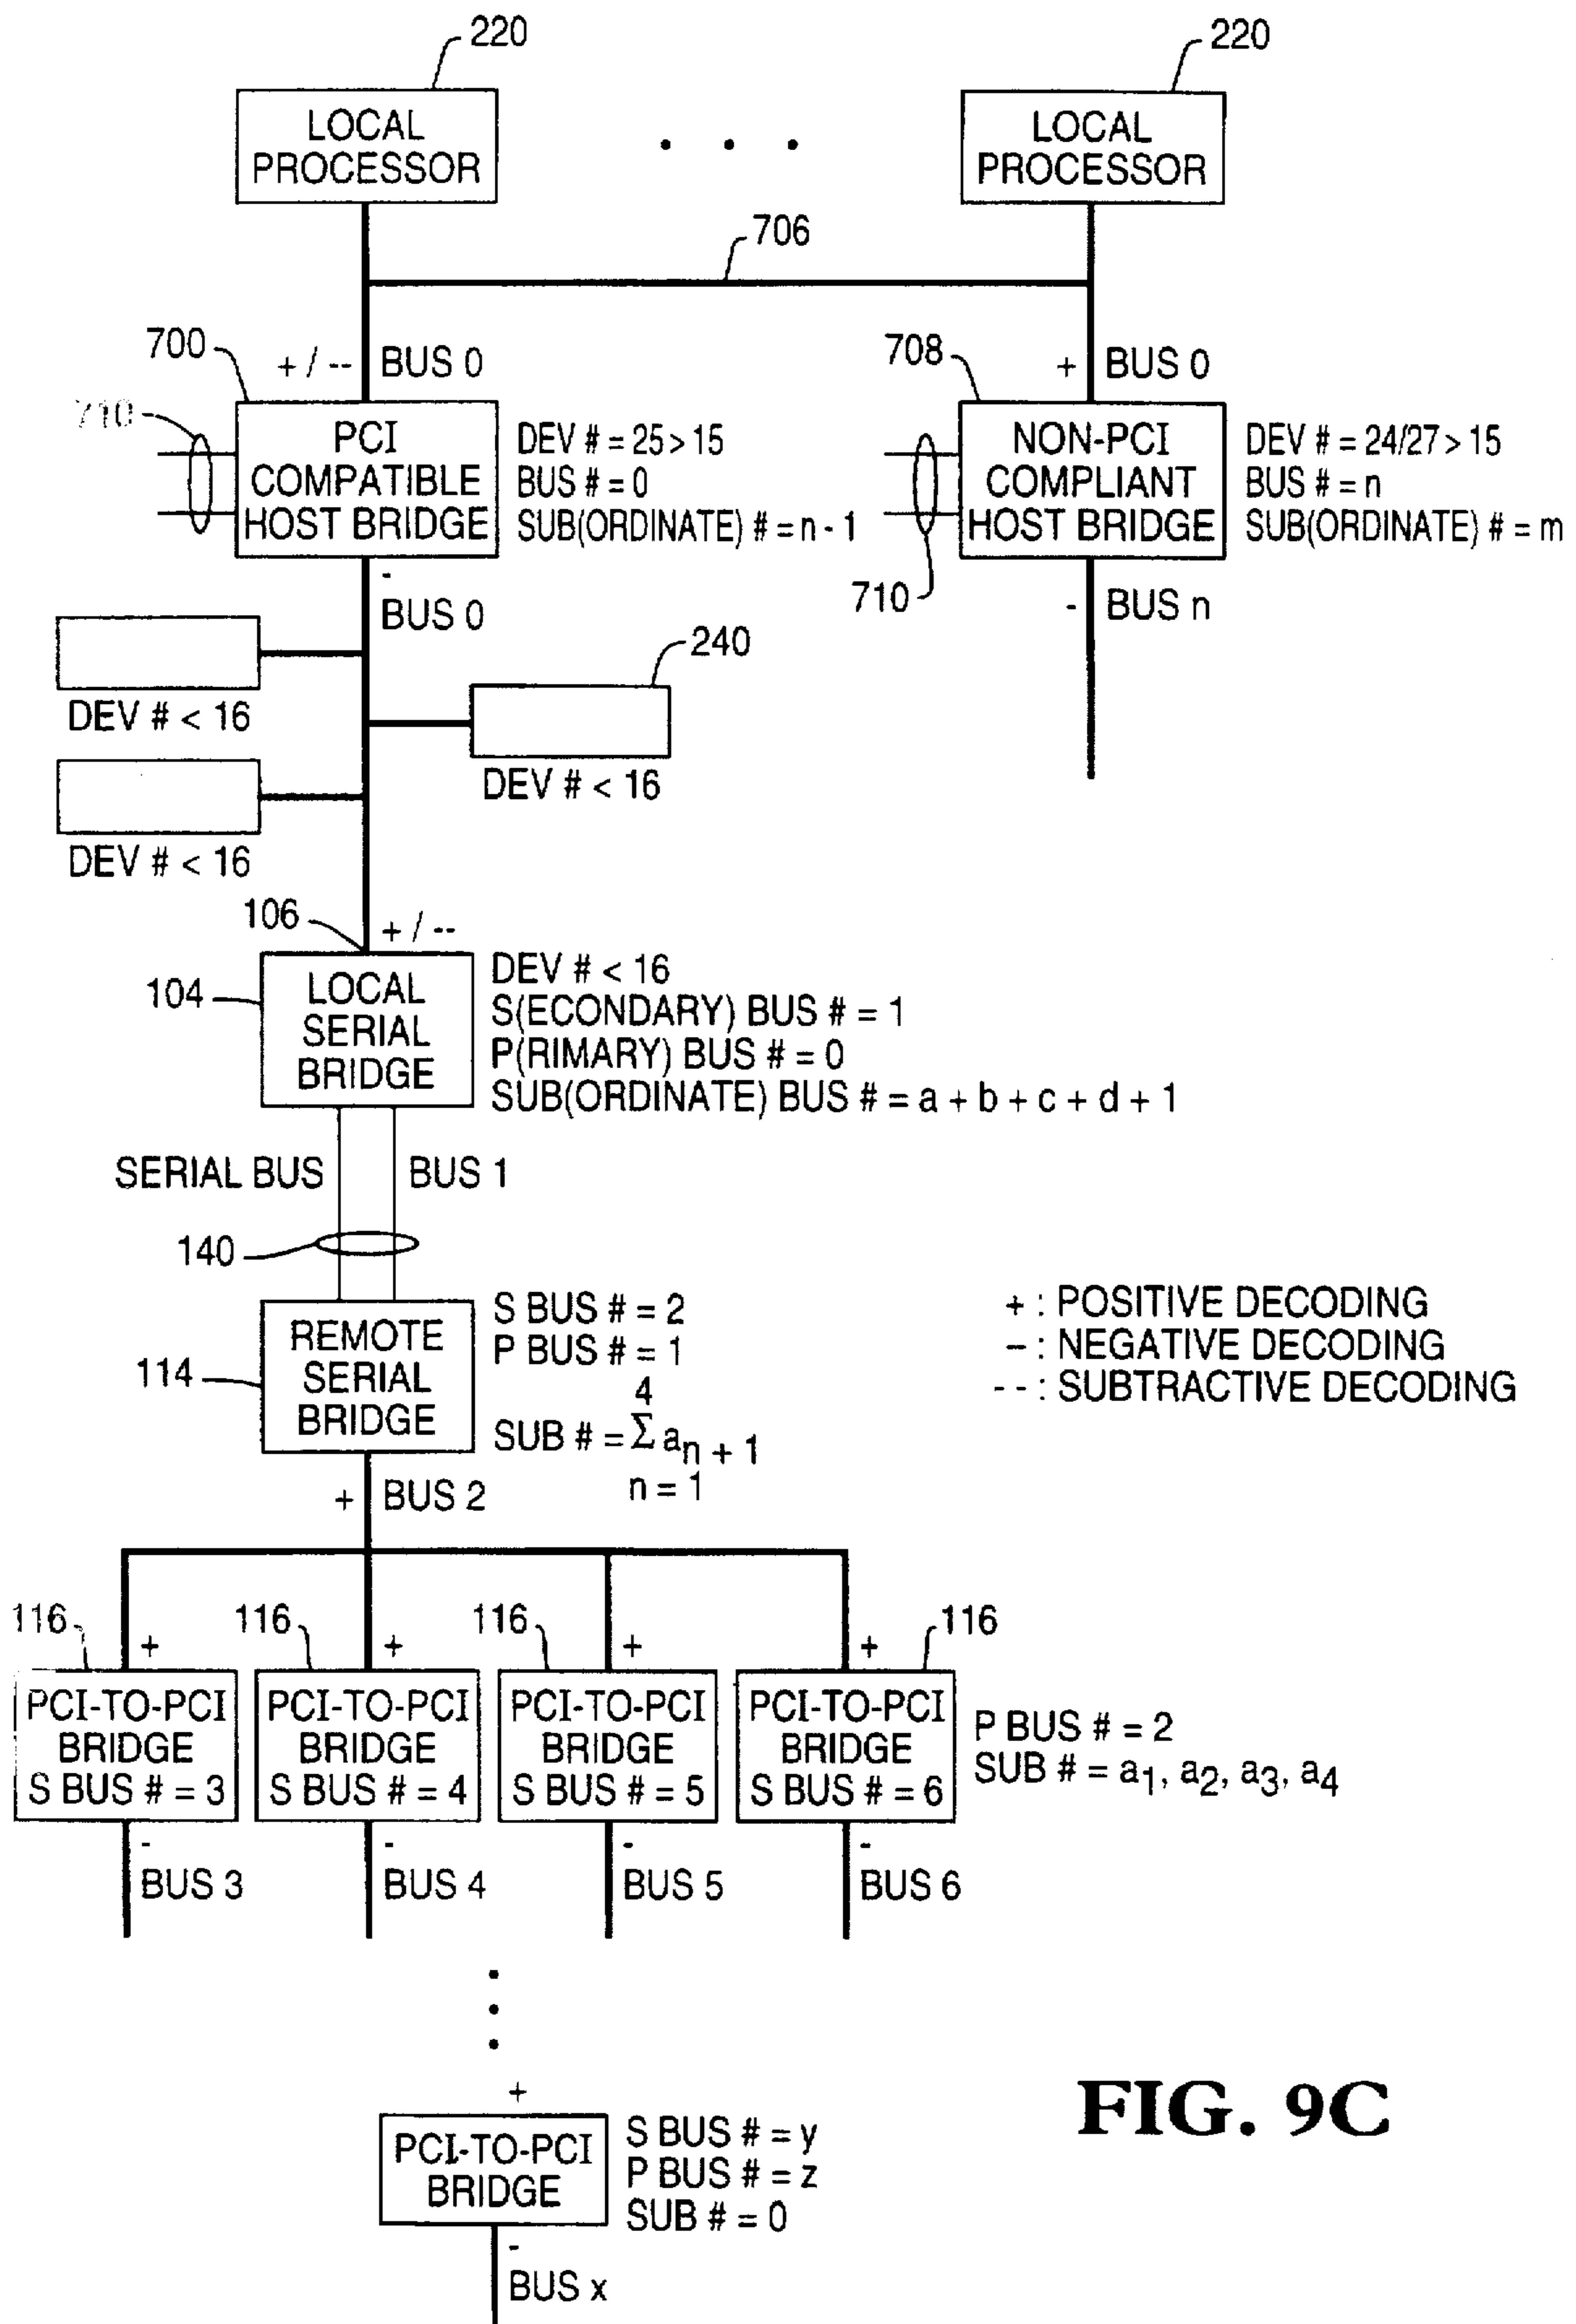 220
220
LOCAL
PROCESSOR
. . .
LOCAL
PROCESSOR
706
700
+ / -- BUS 0
708
+ BUS 0
710
PCI
COMPATIBLE
HOST BRIDGE
DEV # = 25 > 15
BUS # = 0
SUB(ORDINATE) # = n - 1
NON-PCI
COMPLIANT
HOST BRIDGE
DEV # = 24/27 > 15
BUS # = n
SUB(ORDINATE) # = m
710
-
BUS 0
- BUS n
240
DEV # < 16
DEV # < 16
DEV # < 16
106
+ / --
104
LOCAL
SERIAL
BRIDGE
DEV # < 16
S(ECONDARY) BUS # = 1
P(RIMARY) BUS # = 0
SUB(ORDINATE) BUS # = a + b + c + d + 1
SERIAL BUS
BUS 1
140
114
REMOTE
SERIAL
BRIDGE
S BUS # = 2
P BUS # = 1
4
SUB # = Σ aₙ + 1
n = 1
+ : POSITIVE DECODING
– : NEGATIVE DECODING
- - : SUBTRACTIVE DECODING
+ BUS 2
116
116
116
116
+
+
+
+
PCI-TO-PCI
BRIDGE
S BUS # = 3
PCI-TO-PCI
BRIDGE
S BUS # = 4
PCI-TO-PCI
BRIDGE
S BUS # = 5
PCI-TO-PCI
BRIDGE
S BUS # = 6
P BUS # = 2
SUB # = a₁, a₂, a₃, a₄
-
BUS 3
-
BUS 4
-
BUS 5
-
BUS 6
+
PCI-TO-PCI
BRIDGE
S BUS # = y
P BUS # = z
SUB # = 0
-
BUS x
FIG. 9C